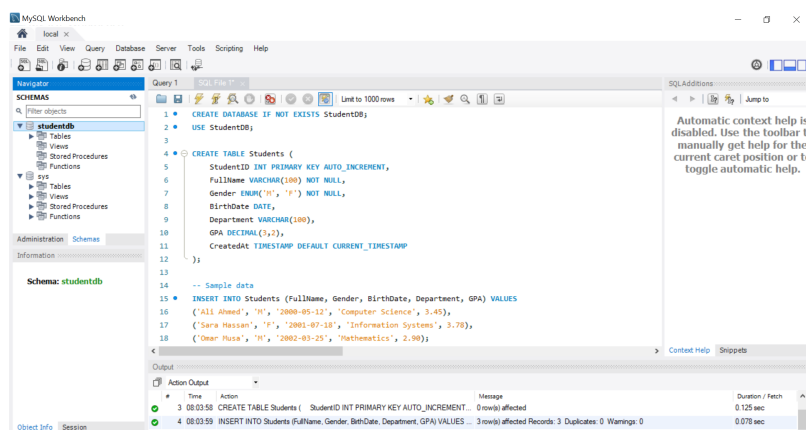 MySQL Workbench
local ×
File Edit View Query Database Server Tools Scripting Help
Navigator
SCHEMAS
Filter objects
studentdb
Tables
Views
Stored Procedures
Functions
sys
Tables
Views
Stored Procedures
Functions
Administration Schemas
Information
Schema: studentdb
Object Info Session
Query 1 SQL File 1* ×
Limit to 1000 rows
1 CREATE DATABASE IF NOT EXISTS StudentDB;
2 USE StudentDB;
3
4 CREATE TABLE Students (
5 StudentID INT PRIMARY KEY AUTO_INCREMENT,
6 FullName VARCHAR(100) NOT NULL,
7 Gender ENUM('M', 'F') NOT NULL,
8 BirthDate DATE,
9 Department VARCHAR(100),
10 GPA DECIMAL(3,2),
11 CreatedAt TIMESTAMP DEFAULT CURRENT_TIMESTAMP
12 );
13
14 -- Sample data
15 INSERT INTO Students (FullName, Gender, BirthDate, Department, GPA) VALUES
16 ('Ali Ahmed', 'M', '2000-05-12', 'Computer Science', 3.45),
17 ('Sara Hassan', 'F', '2001-07-18', 'Information Systems', 3.78),
18 ('Omar Musa', 'M', '2002-03-25', 'Mathematics', 2.90);
SQLAdditions
Jump to
Automatic context help is
disabled. Use the toolbar t
manually get help for the
current caret position or t
toggle automatic help.
Context Help Snippets
Output
Action Output
# Time Action Message Duration / Fetch
3 08:03:58 CREATE TABLE Students ( StudentID INT PRIMARY KEY AUTO_INCREMENT... 0 row(s) affected 0.125 sec
4 08:03:59 INSERT INTO Students (FullName, Gender, BirthDate, Department, GPA) VALUES ... 3 row(s) affected Records: 3 Duplicates: 0 Warnings: 0 0.078 sec